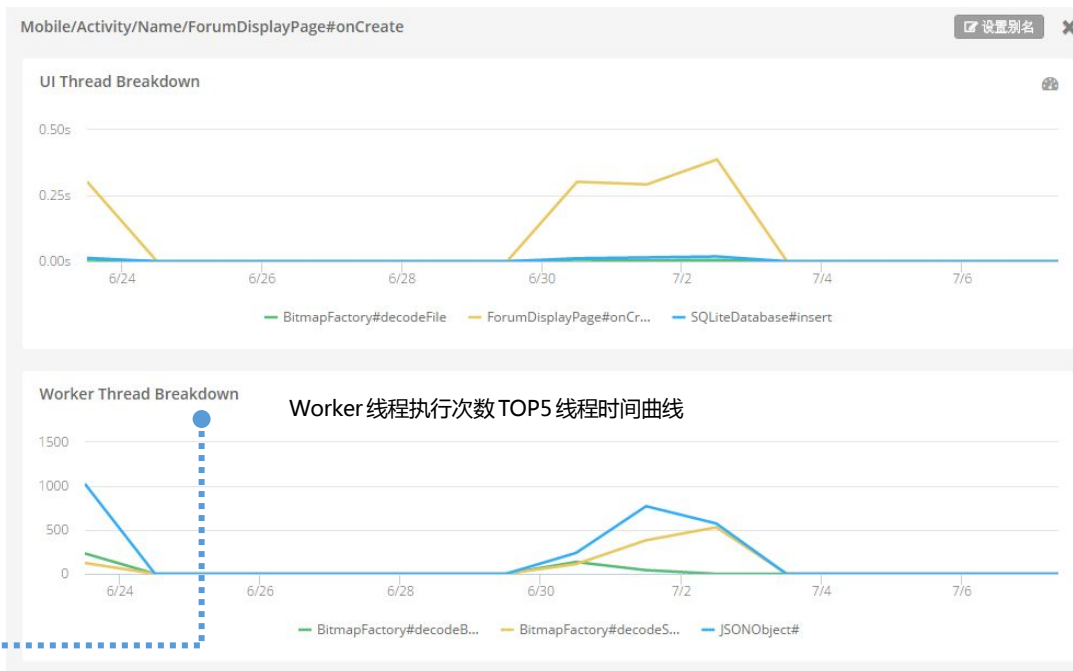 Mobile/Activity/Name/ForumDisplayPage#onCreate
设置别名
UI Thread Breakdown
0.50s
0.25s
0.00s
6/24 6/26 6/28 6/30 7/2 7/4 7/6
BitmapFactory#decodeFile ForumDisplayPage#onCr... SQLiteDatabase#insert
Worker Thread Breakdown
Worker 线程执行次数 TOP5 线程时间曲线
1500
1000
500
0
6/24 6/26 6/28 6/30 7/2 7/4 7/6
BitmapFactory#decodeB... BitmapFactory#decodeS... JSONObject#